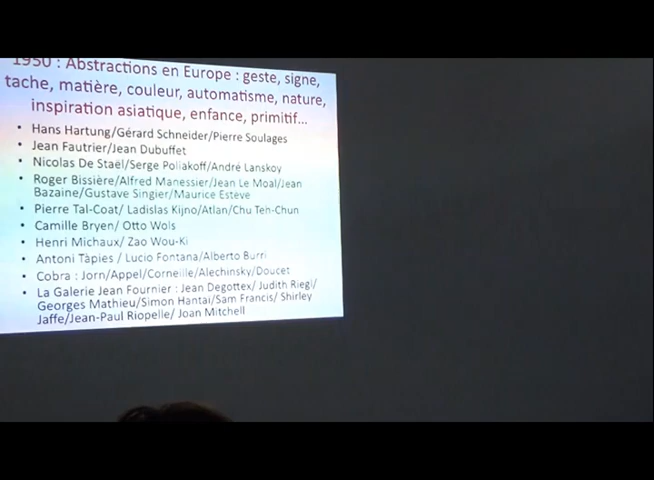 1950 : Abstractions en Europe : geste, signe,
tache, matière, couleur, automatisme, nature,
inspiration asiatique, enfance, primitif...
• Hans Hartung/Gérard Schneider/Pierre Soulages
• Jean Fautrier/Jean Dubuffet
• Nicolas De Staël/Serge Poliakoff/André Lanskoy
• Roger Bissière/Alfred Manessier/Jean Le Moal/Jean
Bazaine/Gustave Singier/Maurice Estève
• Pierre Tal-Coat/ Ladislas Kijno/Atlan/Chu Teh-Chun
• Camille Bryen/ Otto Wols
• Henri Michaux/ Zao Wou-Ki
• Antoni Tàpies / Lucio Fontana/Alberto Burri
• Cobra : Jorn/Appel/Corneille/Alechinsky/Doucet
• La Galerie Jean Fournier : Jean Degottex/ Judith Riegl/
Georges Mathieu/Simon Hantaï/Sam Francis/ Shirley
Jaffe/Jean-Paul Riopelle/ Joan Mitchell